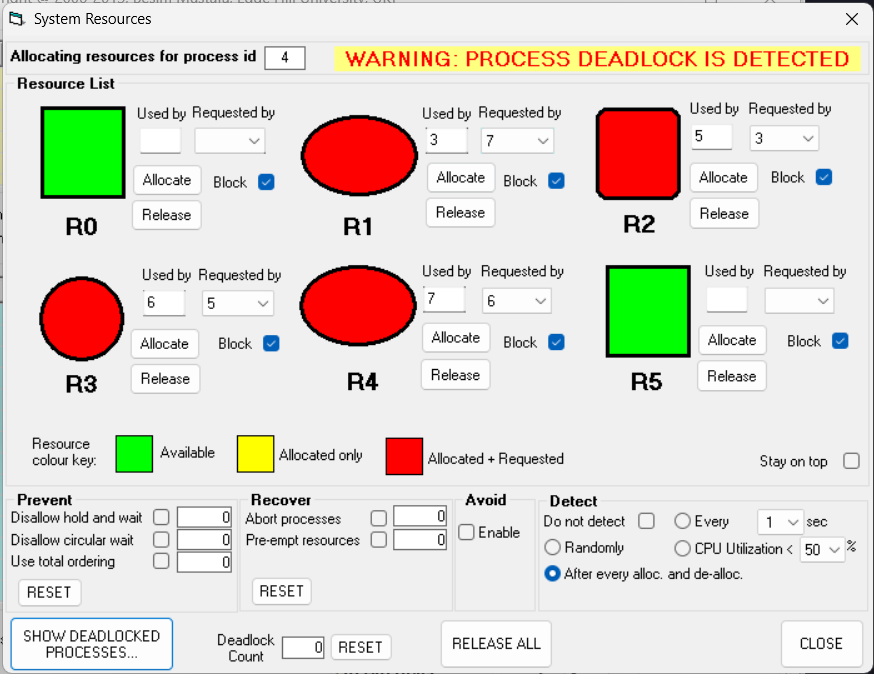 System Resources
Allocating resources for process id 4 WARNING: PROCESS DEADLOCK IS DETECTED
Resource List
Used by Requested by
Allocate Block
Release
R0
Used by Requested by
3 7
Allocate Block
Release
R1
Used by Requested by
5 3
Allocate Block
Release
R2
Used by Requested by
6 5
Allocate Block
Release
R3
Used by Requested by
7 6
Allocate Block
Release
R4
Used by Requested by
Allocate Block
Release
R5
Resource
colour key:
Available
Allocated only
Allocated + Requested
Stay on top
Prevent
Disallow hold and wait 0
Disallow circular wait 0
Use total ordering 0
RESET
Recover
Abort processes 0
Pre-empt resources 0
RESET
Avoid
Enable
Detect
Do not detect Every 1 sec
Randomly CPU Utilization < 50 %
After every alloc. and de-alloc.
SHOW DEADLOCKED
PROCESSES...
Deadlock
Count 0 RESET
RELEASE ALL
CLOSE